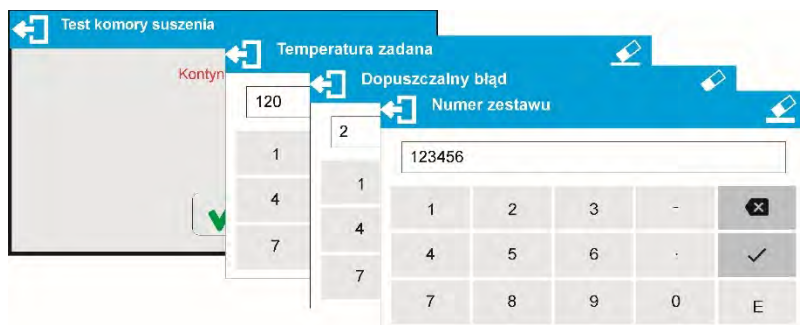 Test komory suszenia
Kontyn
Temperatura zadana
120
1
4
7
Dopuszczalny błąd
2
1
4
7
Numer zestawu
123456
1 2 3 -
4 5 6 .
7 8 9 0 E